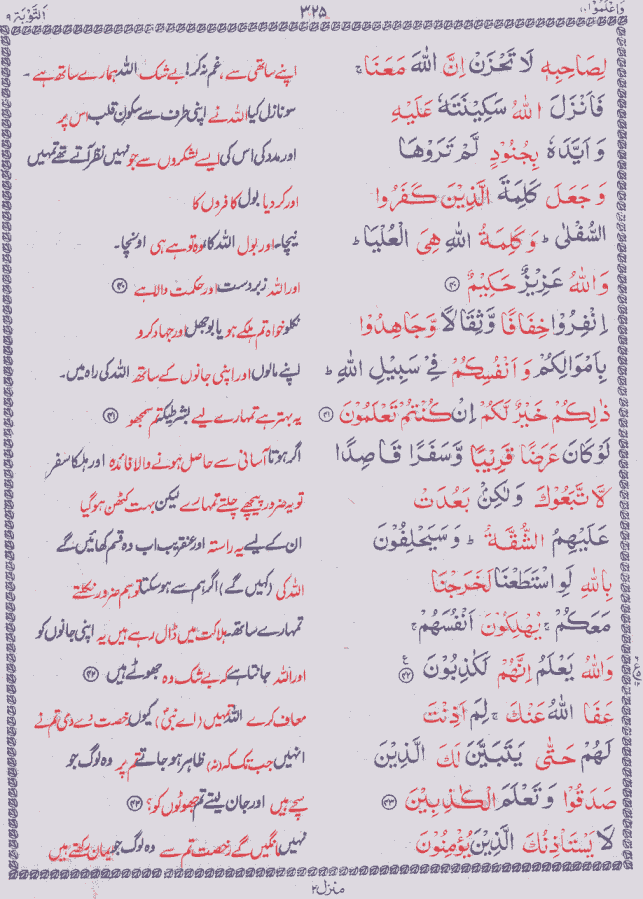 وَاعْلَمُوْٓا ۱۰ ۳۲۵ اَلتَّوْبَة ۹
لِصَاحِبِهٖ لَا تَحْزَنْ اِنَّ اللّٰهَ مَعَنَا ۚ اپنے ساتھی سے، غم نہ کر! بے شک اللہ ہمارے ساتھ ہے ۔
فَاَنْزَلَ اللّٰهُ سَكِيْنَتَهٗ عَلَيْهِ سو نازل کیا اللہ نے اپنی طرف سے سکونِ قلب اس پر
وَ اَيَّدَهٗ بِجُنُوْدٍ لَّمْ تَرَوْهَا اور مدد کی اس کی ایسے لشکروں سے جو نہیں نظر آتے تھے تمہیں
وَ جَعَلَ كَلِمَةَ الَّذِيْنَ كَفَرُوا اور کر دیا بول کافروں کا
السُّفْلٰى ؕ وَ كَلِمَةُ اللّٰهِ هِيَ الْعُلْيَا ؕ نیچا۔ اور بول اللہ کا، وہ تو ہے ہی اونچا۔
وَاللّٰهُ عَزِيْزٌ حَكِيْمٌ ۴۰ اور اللہ زبردست اور حکمت والا ہے ۴۰
اِنْفِرُوْا خِفَافًا وَّثِقَالًا وَّجَاهِدُوْا نکلو خواہ تم ہلکے ہو یا بوجھل اور جہاد کرو
بِاَمْوَالِكُمْ وَ اَنْفُسِكُمْ فِيْ سَبِيْلِ اللّٰهِ ؕ اپنے مالوں اور اپنی جانوں کے ساتھ اللہ کی راہ میں۔
ذٰلِكُمْ خَيْرٌ لَّكُمْ اِنْ كُنْتُمْ تَعْلَمُوْنَ ۴۱ یہ بہتر ہے تمہارے لیے بشرطیکہ تم سمجھو ۴۱
لَوْ كَانَ عَرَضًا قَرِيْبًا وَّ سَفَرًا قَاصِدًا اگر ہوتا آسانی سے حاصل ہونے والا فائدہ اور ہلکا سفر
لَّا تَّبَعُوْكَ وَ لٰكِنْۢ بَعُدَتْ تو یہ ضرور پیچھے چلتے تمہارے لیکن بہت کٹھن ہوگیا
عَلَيْهِمُ الشُّقَّةُ ؕ وَ سَيَحْلِفُوْنَ ان کے لیے یہ راستہ اور عنقریب اب وہ قسم کھائیں گے
بِاللّٰهِ لَوِ اسْتَطَعْنَا لَخَرَجْنَا اللہ کی (کہیں گے) اگر ہم سے ہو سکتا تو ہم ضرور نکلتے
مَعَكُمْ ۚ يُهْلِكُوْنَ اَنْفُسَهُمْ ۚ تمہارے ساتھ۔ ہلاکت میں ڈال رہے ہیں یہ اپنی جانوں کو
وَاللّٰهُ يَعْلَمُ اِنَّهُمْ لَكٰذِبُوْنَ ۴۲ اور اللہ جانتا ہے کہ بے شک وہ جھوٹے ہیں ۴۲
عَفَا اللّٰهُ عَنْكَ ۚ لِمَ اَذِنْتَ معاف کرے اللہ تمہیں (اے نبی) کیوں رخصت دے دی تم نے
لَهُمْ حَتّٰى يَتَبَيَّنَ لَكَ الَّذِيْنَ انہیں جب تک کہ (نہ) ظاہر ہو جاتے تم پر وہ لوگ جو
صَدَقُوْا وَ تَعْلَمَ الْكٰذِبِيْنَ ۴۳ سچے ہیں اور جان لیتے تم جھوٹوں کو؟ ۴۳
لَا يَسْتَاْذِنُكَ الَّذِيْنَ يُؤْمِنُوْنَ نہیں مانگیں گے رخصت تم سے وہ لوگ جو ایمان رکھتے ہیں
منزل ۲